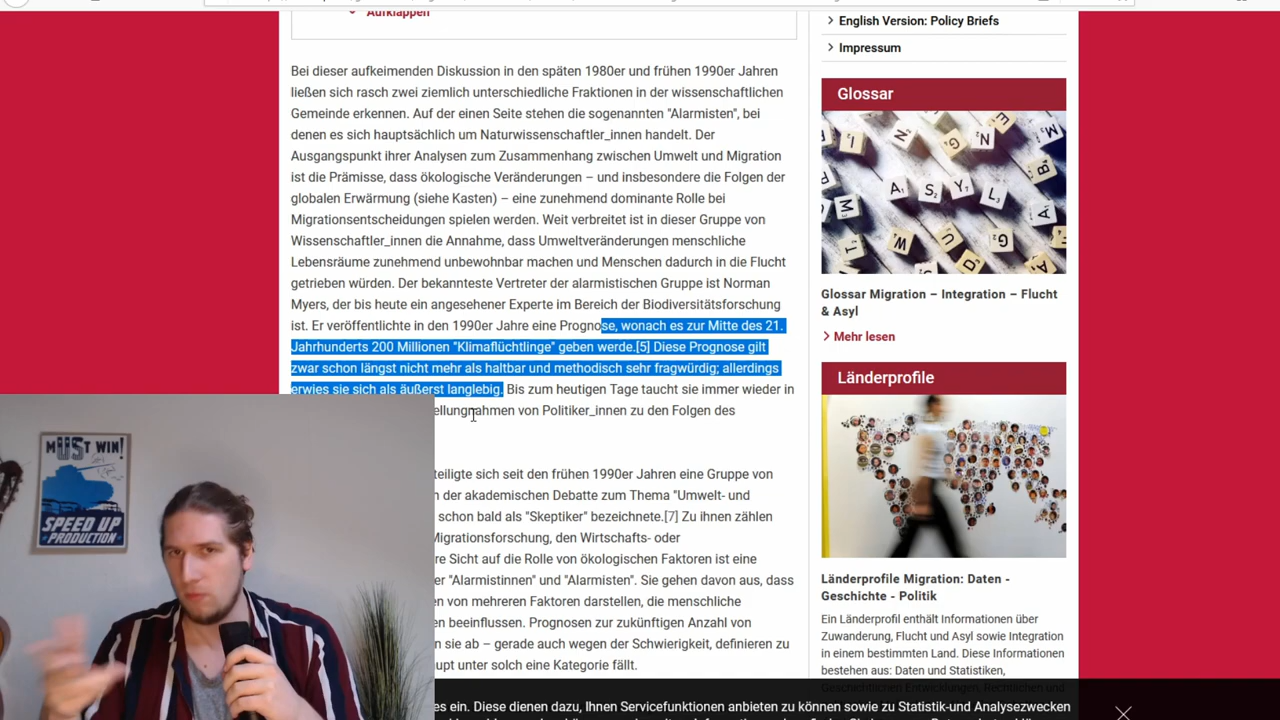 Aufklappen
Bei dieser aufkeimenden Diskussion in den späten 1980er und frühen 1990er Jahren
ließen sich rasch zwei ziemlich unterschiedliche Fraktionen in der wissenschaftlichen
Gemeinde erkennen. Auf der einen Seite stehen die sogenannten "Alarmisten", bei
denen es sich hauptsächlich um Naturwissenschaftler_innen handelt. Der
Ausgangspunkt ihrer Analysen zum Zusammenhang zwischen Umwelt und Migration
ist die Prämisse, dass ökologische Veränderungen – und insbesondere die Folgen der
globalen Erwärmung (siehe Kasten) – eine zunehmend dominante Rolle bei
Migrationsentscheidungen spielen werden. Weit verbreitet ist in dieser Gruppe von
Wissenschaftler_innen die Annahme, dass Umweltveränderungen menschliche
Lebensräume zunehmend unbewohnbar machen und Menschen dadurch in die Flucht
getrieben würden. Der bekannteste Vertreter der alarmistischen Gruppe ist Norman
Myers, der bis heute ein angesehener Experte im Bereich der Biodiversitätsforschung
ist. Er veröffentlichte in den 1990er Jahre eine Prognose, wonach es zur Mitte des 21.
Jahrhunderts 200 Millionen "Klimaflüchtlinge" geben werde.[5] Diese Prognose gilt
zwar schon längst nicht mehr als haltbar und methodisch sehr fragwürdig; allerdings
erwies sie sich als äußerst langlebig. Bis zum heutigen Tage taucht sie immer wieder in
ellungnahmen von Politiker_innen zu den Folgen des
teiligte sich seit den frühen 1990er Jahren eine Gruppe von
n der akademischen Debatte zum Thema "Umwelt- und
schon bald als "Skeptiker" bezeichnete.[7] Zu ihnen zählen
Migrationsforschung, den Wirtschafts- oder
re Sicht auf die Rolle von ökologischen Faktoren ist eine
er "Alarmistinnen" und "Alarmisten". Sie gehen davon aus, dass
en von mehreren Faktoren darstellen, die menschliche
en beeinflussen. Prognosen zur zukünftigen Anzahl von
n sie ab – gerade auch wegen der Schwierigkeit, definieren zu
upt unter solch eine Kategorie fällt.
English Version: Policy Briefs
Impressum
Glossar
ASYL
Glossar Migration – Integration – Flucht
& Asyl
Mehr lesen
Länderprofile
Länderprofile Migration: Daten -
Geschichte - Politik
Ein Länderprofil enthält Informationen über
Zuwanderung, Flucht und Asyl sowie Integration
in einem bestimmten Land. Diese Informationen
bestehen aus: Daten und Statistiken,
Geschichtlichen Entwicklungen, Rechtlichen und
es ein. Diese dienen dazu, Ihnen Servicefunktionen anbieten zu können sowie zu Statistik-und Analysezwecken
MUST WIN!
SPEED UP
PRODUCTION